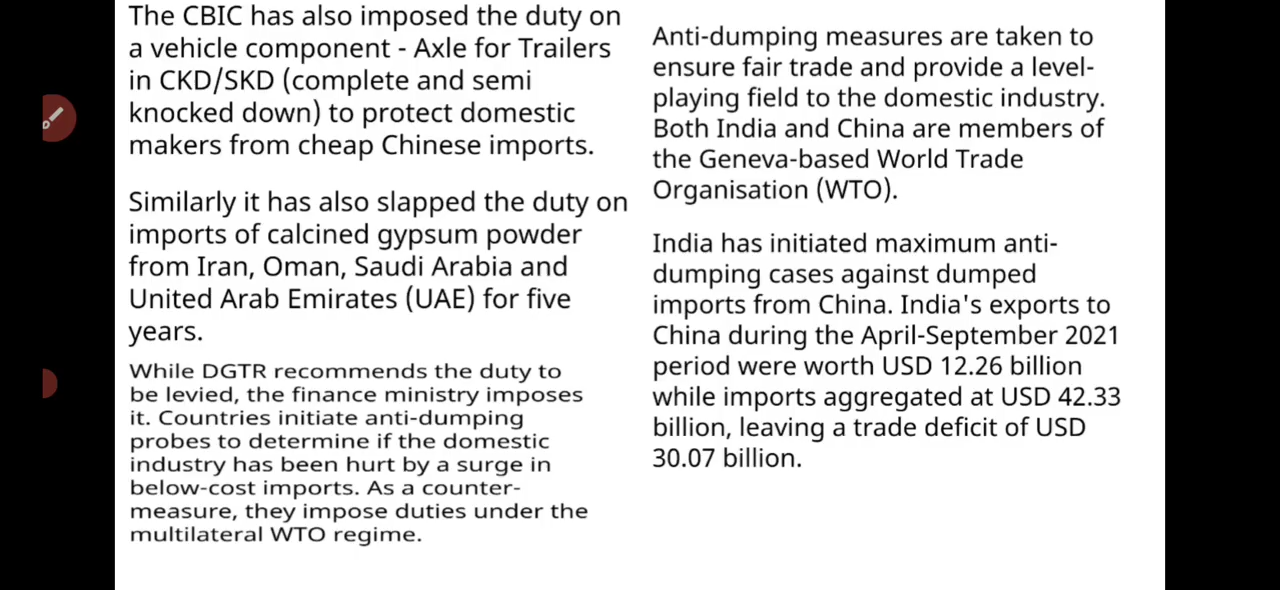 The CBIC has also imposed the duty on
a vehicle component - Axle for Trailers
in CKD/SKD (complete and semi
knocked down) to protect domestic
makers from cheap Chinese imports.
Similarly it has also slapped the duty on
imports of calcined gypsum powder
from Iran, Oman, Saudi Arabia and
United Arab Emirates (UAE) for five
years.
While DGTR recommends the duty to
be levied, the finance ministry imposes
it. Countries initiate anti-dumping
probes to determine if the domestic
industry has been hurt by a surge in
below-cost imports. As a counter-
measure, they impose duties under the
multilateral WTO regime.
Anti-dumping measures are taken to
ensure fair trade and provide a level-
playing field to the domestic industry.
Both India and China are members of
the Geneva-based World Trade
Organisation (WTO).
India has initiated maximum anti-
dumping cases against dumped
imports from China. India's exports to
China during the April-September 2021
period were worth USD 12.26 billion
while imports aggregated at USD 42.33
billion, leaving a trade deficit of USD
30.07 billion.